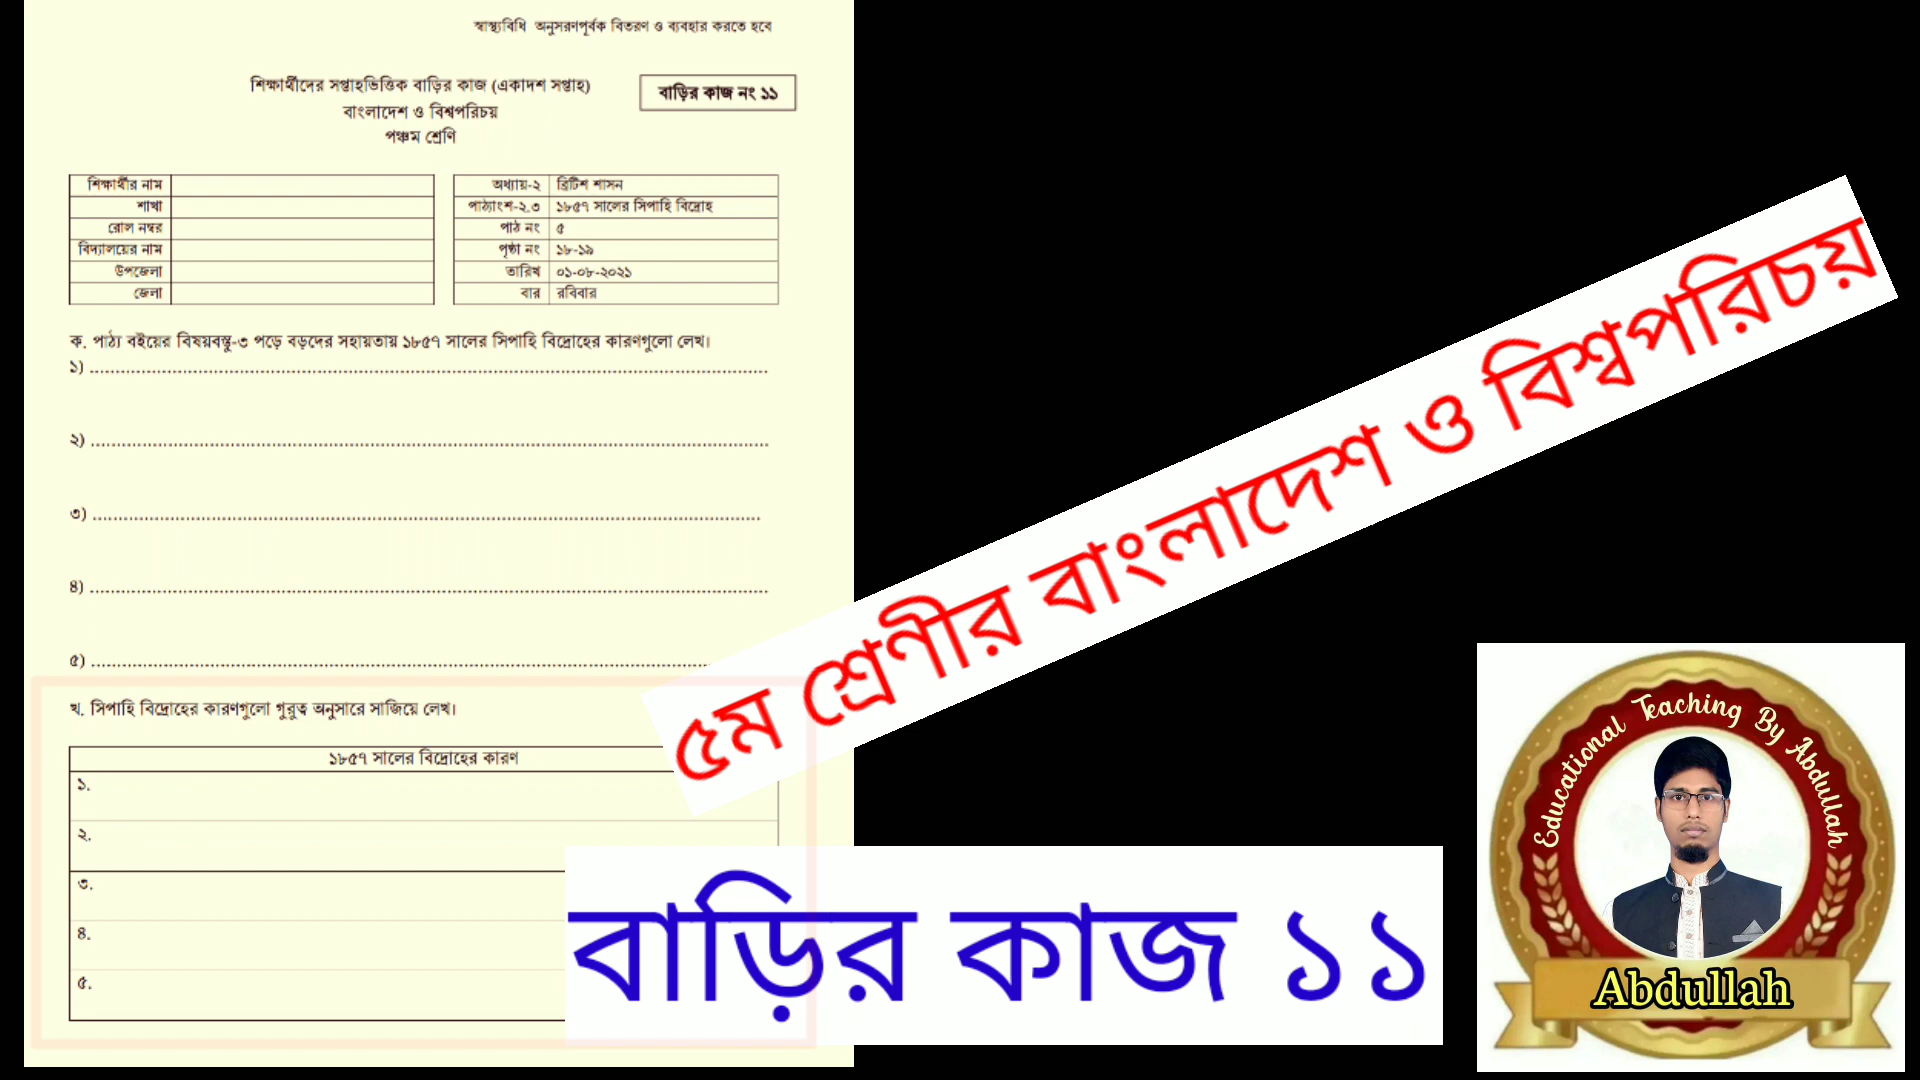 স্বাস্থ্যবিধি অনুসরণপূর্বক বিতরণ ও ব্যবহার করতে হবে
শিক্ষার্থীদের সপ্তাহভিত্তিক বাড়ির কাজ (একাদশ সপ্তাহ)
বাড়ির কাজ নং ১১
বাংলাদেশ ও বিশ্বপরিচয়
পঞ্চম শ্রেণি
শিক্ষার্থীর নাম
শাখা
রোল নম্বর
বিদ্যালয়ের নাম
উপজেলা
জেলা
অধ্যায়-২ ব্রিটিশ শাসন
পাঠ্যাংশ-২.৩ ১৮৫৭ সালের সিপাহি বিদ্রোহ
পাঠ নং ৫
পৃষ্ঠা নং ১৮-১৯
তারিখ ০১-০৮-২০২১
বার রবিবার
ক. পাঠ্য বইয়ের বিষয়বস্তু-৩ পড়ে বড়দের সহায়তায় ১৮৫৭ সালের সিপাহি বিদ্রোহের কারণগুলো লেখ।
১)
২)
৩)
৪)
৫)
খ. সিপাহি বিদ্রোহের কারণগুলো গুরুত্ব অনুসারে সাজিয়ে লেখ।
১৮৫৭ সালের বিদ্রোহের কারণ
১.
২.
৩.
৪.
৫.
৫ম শ্রেণীর বাংলাদেশ ও বিশ্বপরিচয়
বাড়ির কাজ ১১
Educational Teaching By Abdullah
Abdullah